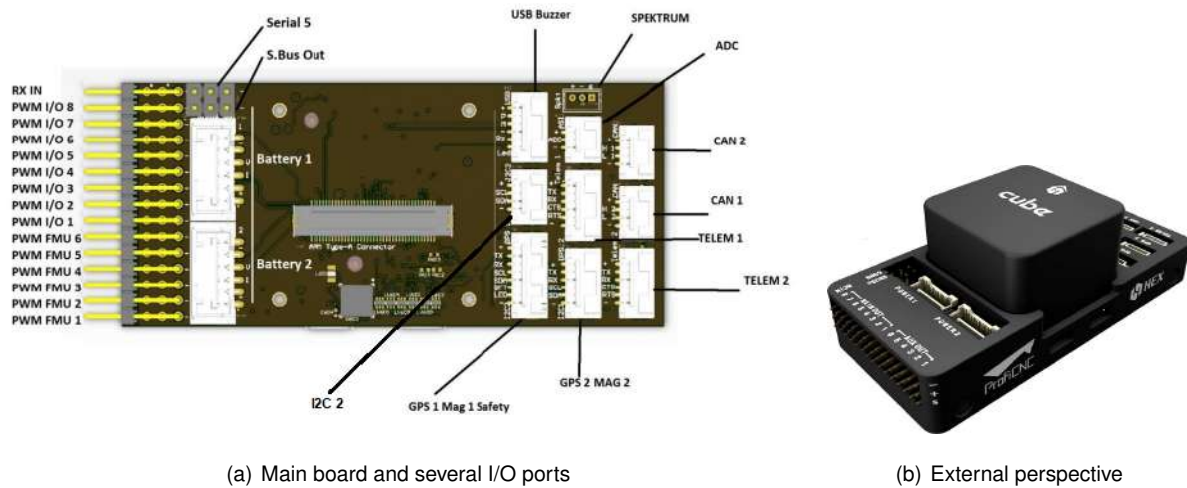 Serial 5
S.Bus Out
USB Buzzer
SPEKTRUM
ADC
RX IN
PWM I/O 8
PWM I/O 7
PWM I/O 6
PWM I/O 5
PWM I/O 4
PWM I/O 3
PWM I/O 2
PWM I/O 1
PWM FMU 6
PWM FMU 5
PWM FMU 4
PWM FMU 3
PWM FMU 2
PWM FMU 1
Battery 1
Battery 2
CAN 2
CAN 1
TELEM 1
TELEM 2
GPS 2 MAG 2
I2C 2
GPS 1 Mag 1 Safety
Type-A Connector
cube
HEX
POWER1
POWER2
AUX OUT
ProfiCNC
(a) Main board and several I/O ports
(b) External perspective